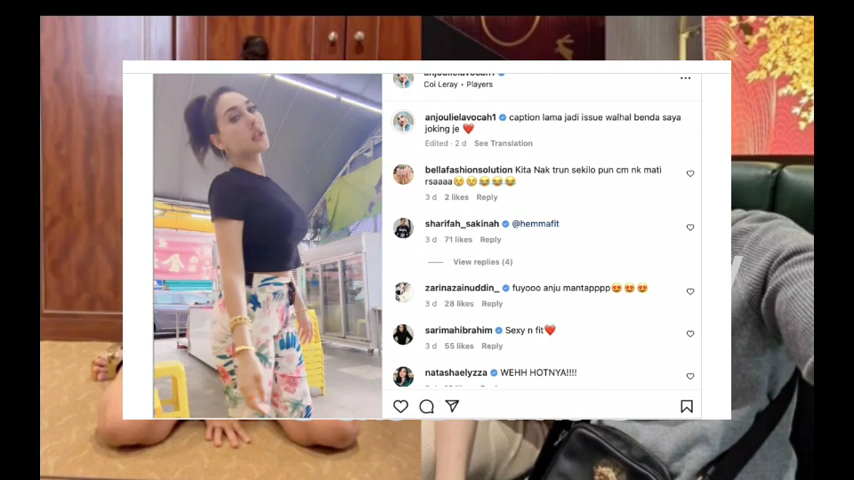 Coi Leray • Players
anjoulielavocah1 caption lama jadi issue walhal benda saya
joking je ❤️
Edited · 2 d See Translation
bellafashionsolution Kita Nak trun sekilo pun cm nk mati
rsaaaa😢😢😂😂😂
3 d 2 likes Reply
sharifah_sakinah @hemmafit
3 d 71 likes Reply
View replies (4)
zarinazainuddin_ fuyooo anju mantapppp😍😍😍
3 d 28 likes Reply
sarimahibrahim Sexy n fit❤️
3 d 55 likes Reply
natashaelyzza WEHH HOTNYA!!!!